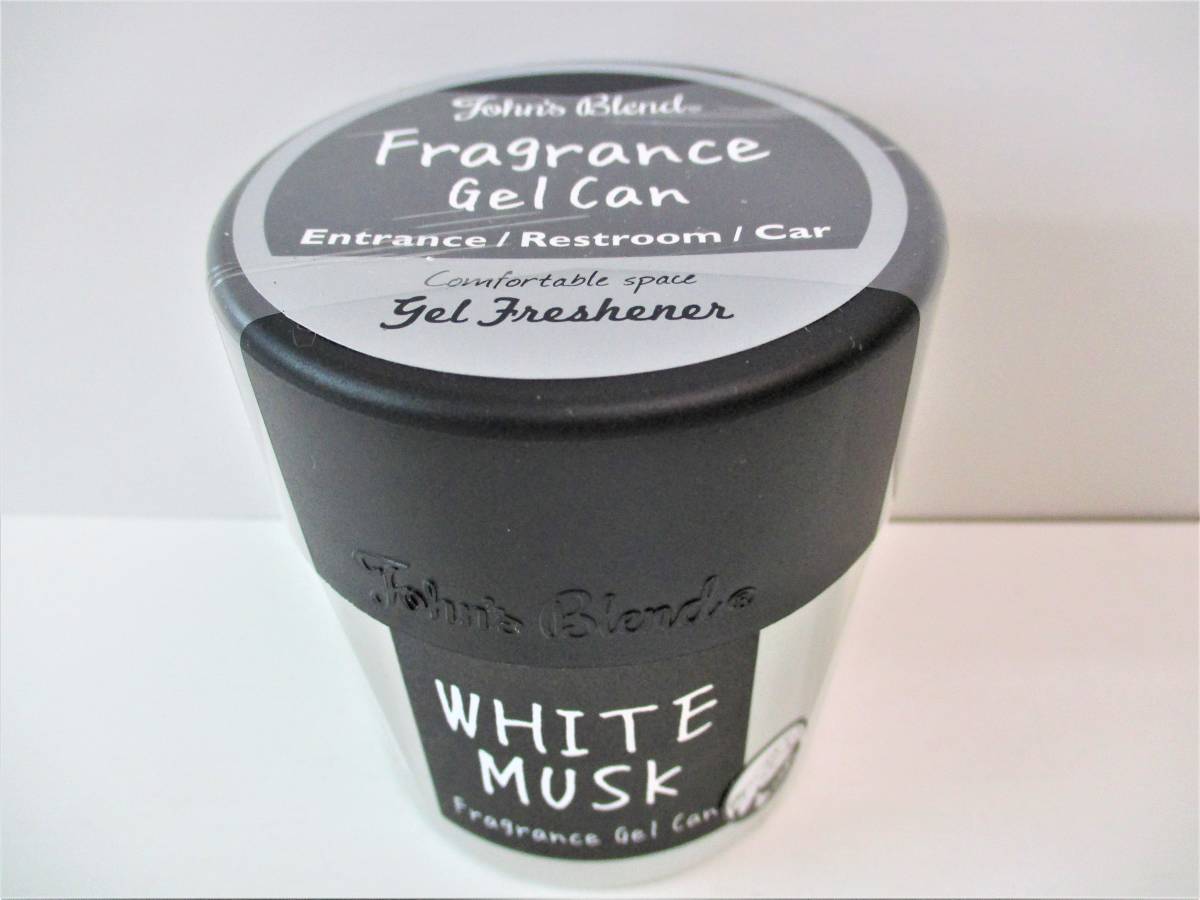 John's Blend®
Fragrance
Gel Can
Entrance / Restroom / Car
Comfortable space
Gel Freshener
John's Blend®
WHITE
MUSK
Fragrance Gel Can